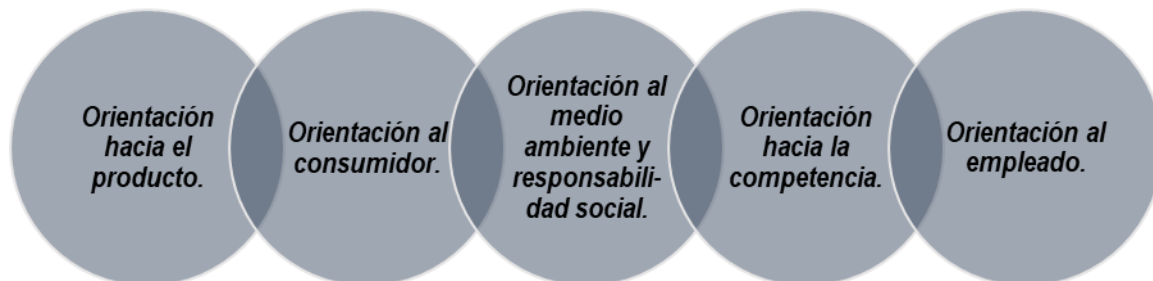 Orientación
hacia el
producto.
Orientación al
consumidor.
Orientación al
medio
ambiente y
responsabili-
dad social.
Orientación
hacia la
competencia.
Orientación al
empleado.